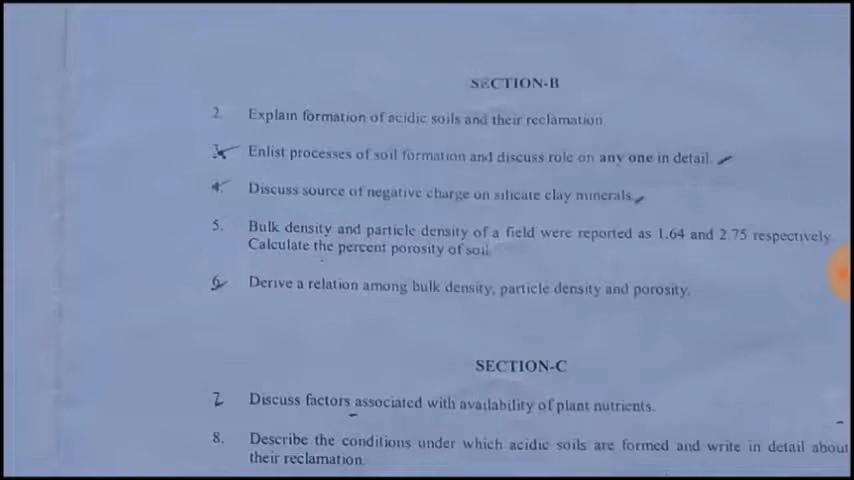 SECTION-B
2. Explain formation of acidic soils and their reclamation.
3. Enlist processes of soil formation and discuss role on any one in detail.
4. Discuss source of negative charge on silicate clay minerals.
5. Bulk density and particle density of a field were reported as 1.64 and 2.75 respectively.
Calculate the percent porosity of soil.
6. Derive a relation among bulk density, particle density and porosity.
SECTION-C
7. Discuss factors associated with availability of plant nutrients.
8. Describe the conditions under which acidic soils are formed and write in detail about
their reclamation.